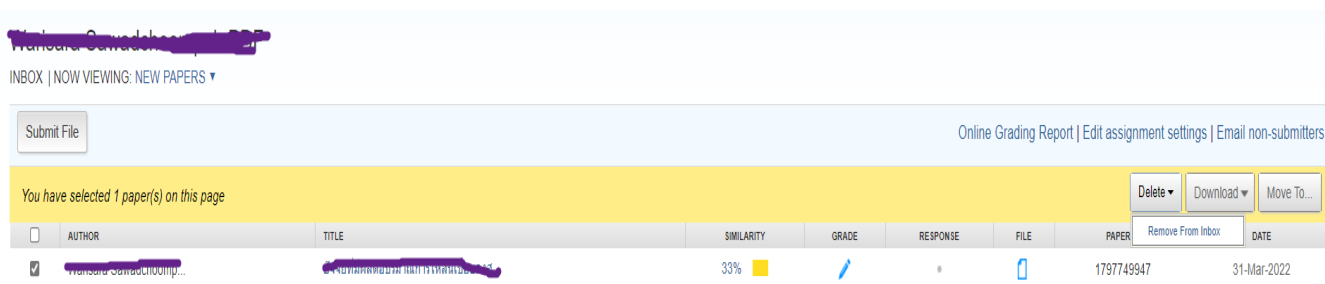 INBOX | NOW VIEWING: NEW PAPERS ▼
Submit File
Online Grading Report | Edit assignment settings | Email non-submitters
You have selected 1 paper(s) on this page
Delete ▾ Download ▾ Move To...
Remove From Inbox
AUTHOR TITLE SIMILARITY GRADE RESPONSE FILE PAPER DATE
33% 1797749947 31-Mar-2022